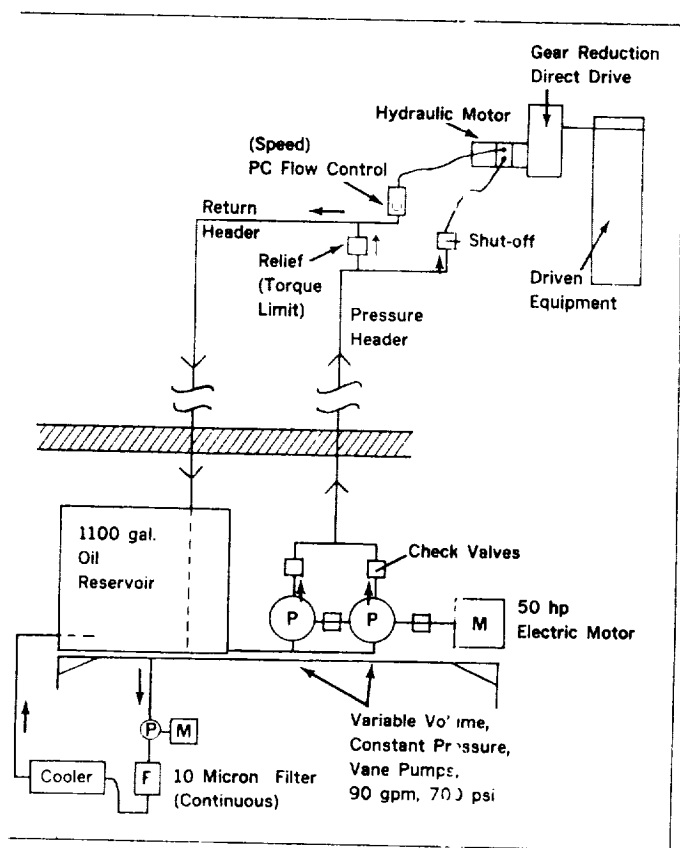 Gear Reduction
Direct Drive
Hydraulic Motor
(Speed)
PC Flow Control
Return
Header
Relief
(Torque
Limit)
Shut-off
Driven
Equipment
Pressure
Header
1100 gal.
Oil
Reservoir
Check Valves
P
P
M
50 hp
Electric Motor
P
M
Variable
Constant
Vane Pumps,
90 gpm, psi
Cooler
F
10 Micron Filter
(Continuous)